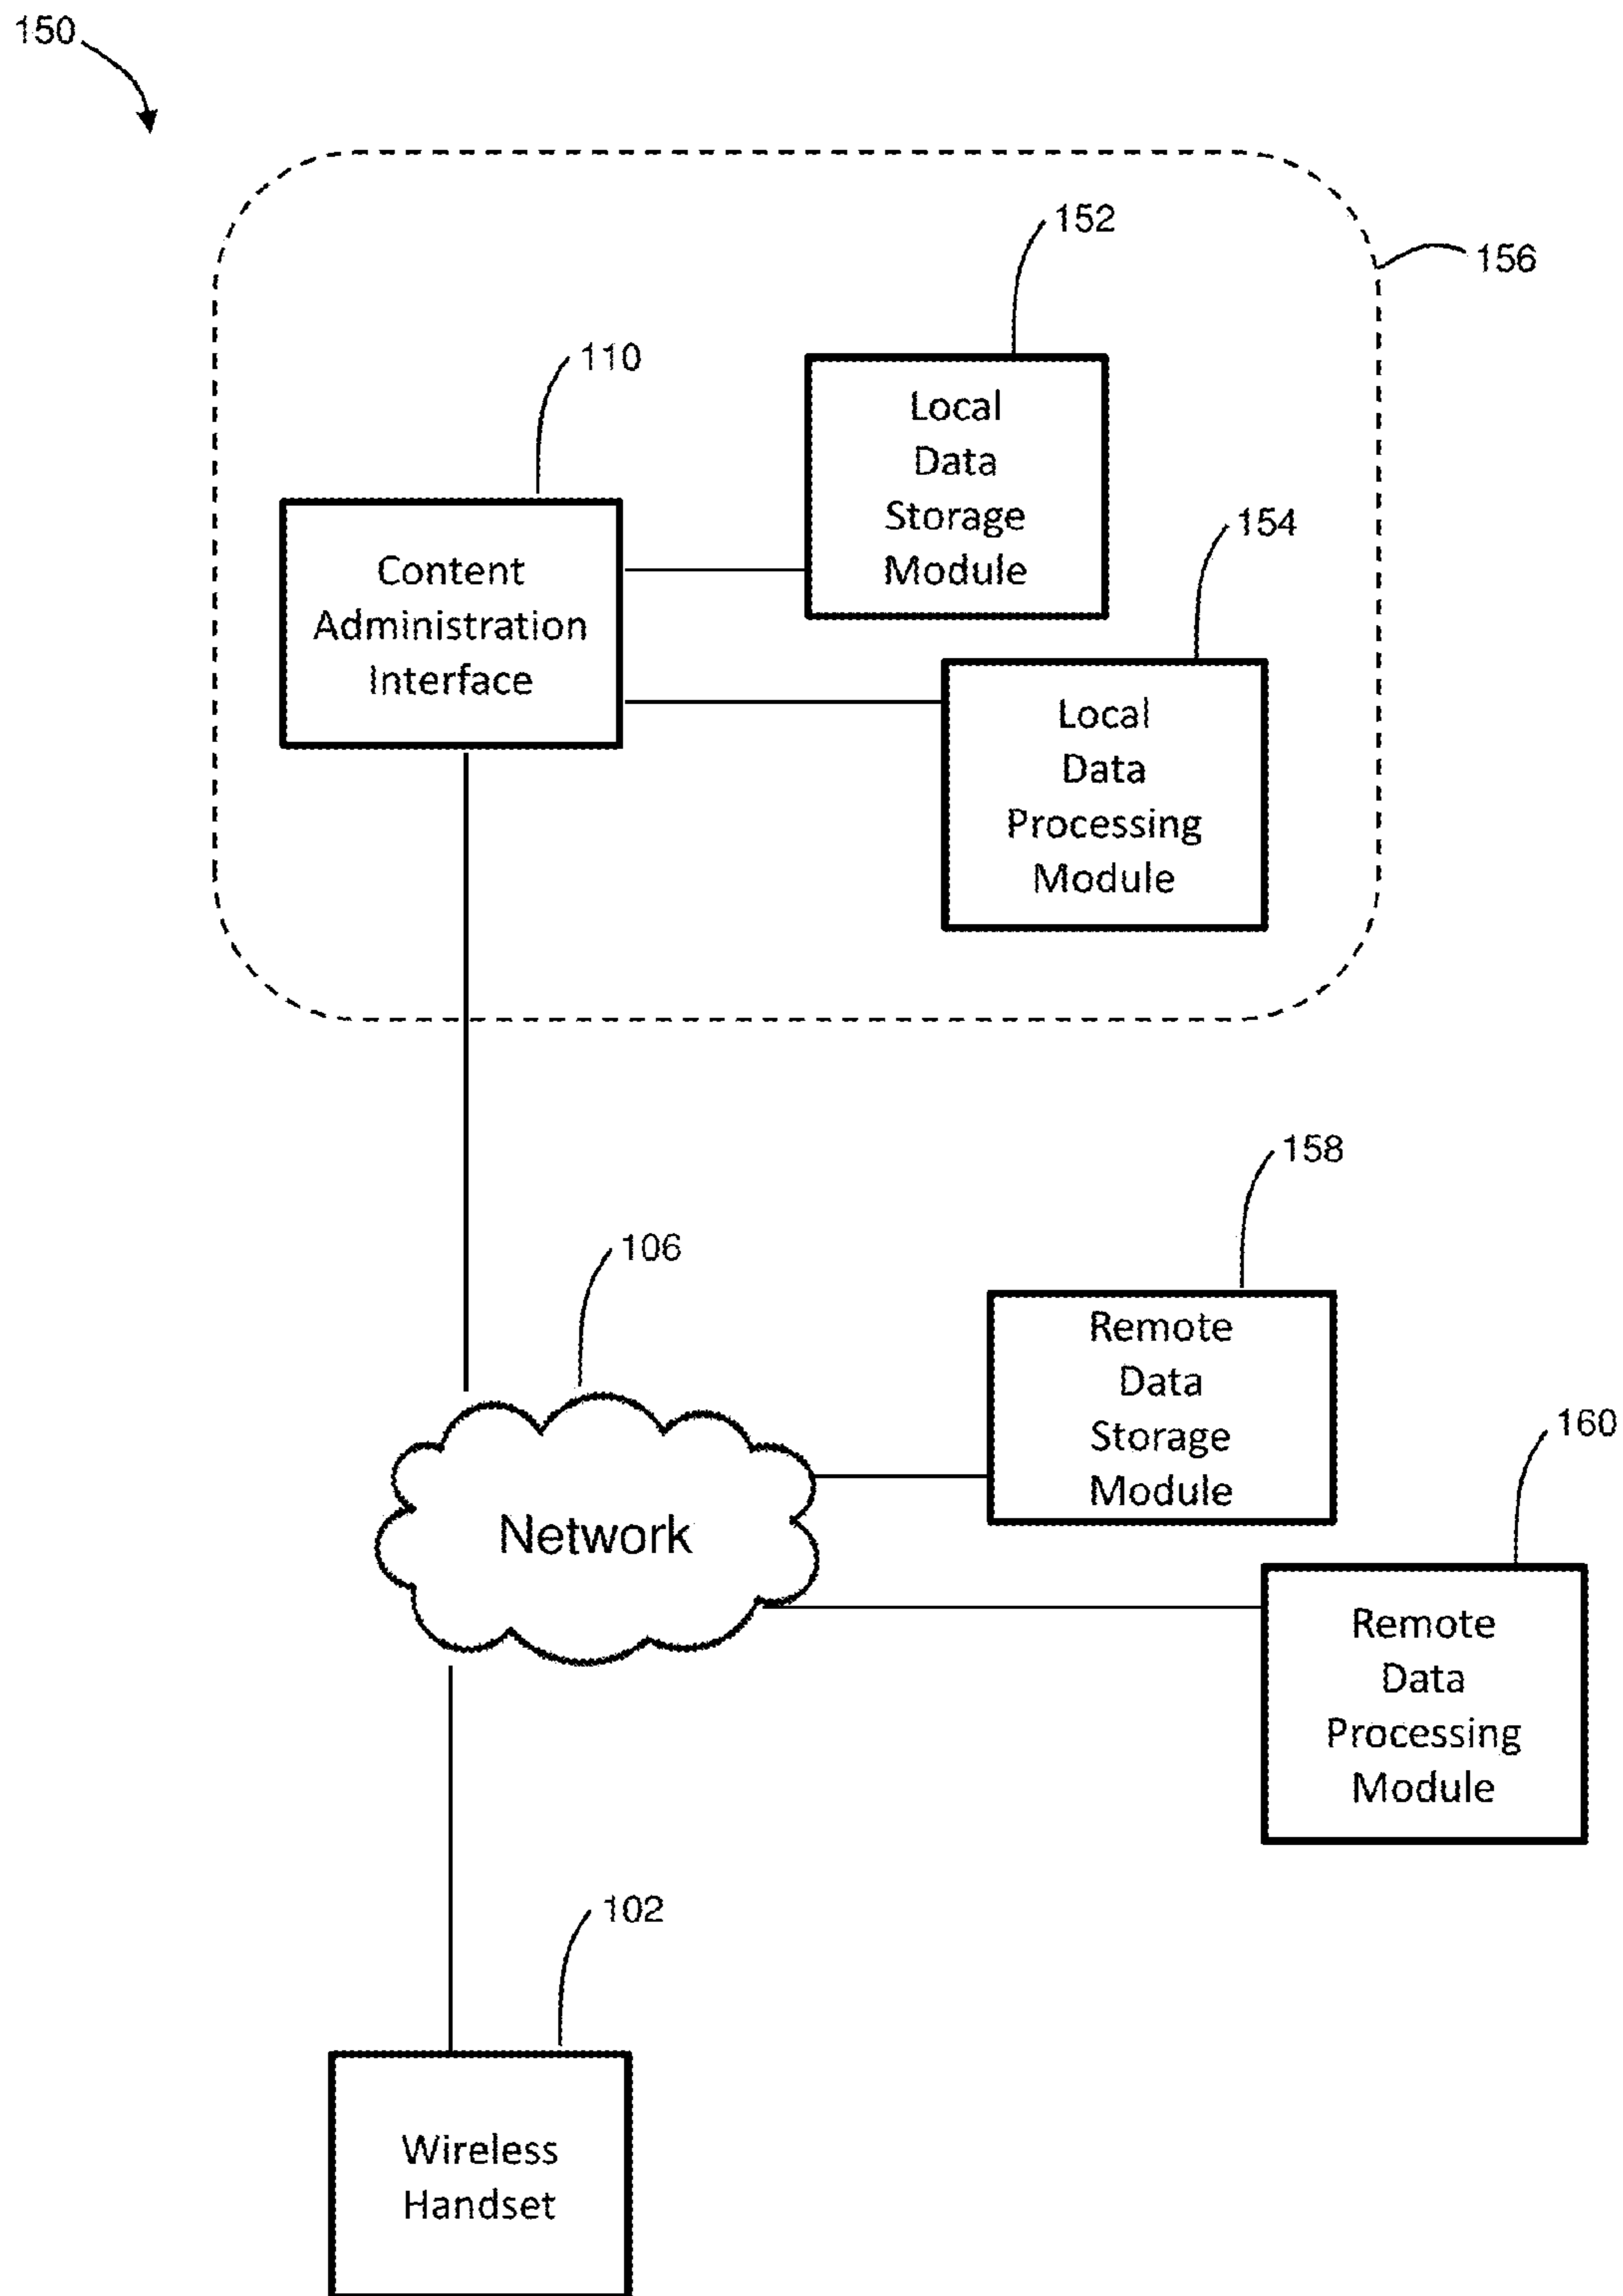 150
152
156
110
Local
Data
Storage
Module
154
Content
Administration
Interface
Local
Data
Processing
Module
158
106
Remote
Data
Storage
Module
160
Network
Remote
Data
Processing
Module
102
Wireless
Handset